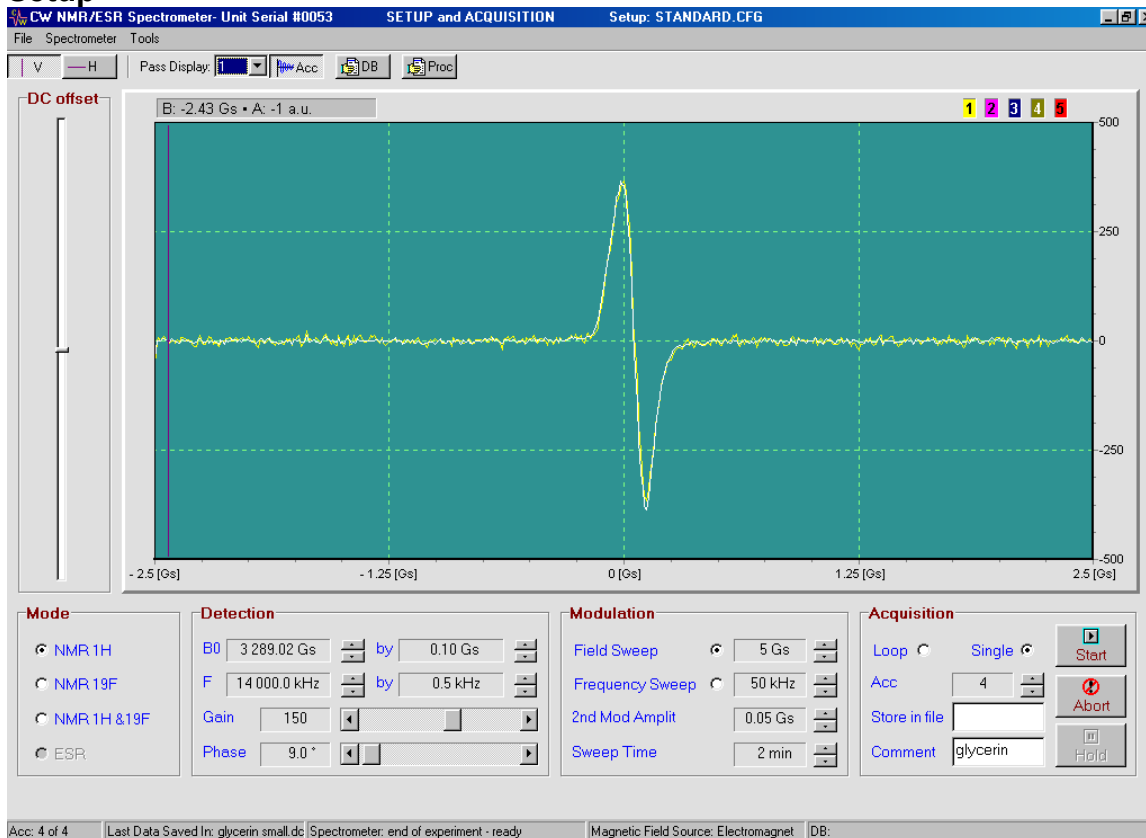 Setup
CW NMR/ESR Spectrometer- Unit Serial #0053 SETUP and ACQUISITION Setup: STANDARD.CFG
File Spectrometer Tools
V H Pass Display: 1 Acc DB Proc
DC offset
B: -2.43 Gs • A: -1 a.u.
1 2 3 4 5
500
250
0
-250
-500
- 2.5 [Gs] - 1.25 [Gs] 0 [Gs] 1.25 [Gs] 2.5 [Gs]
Mode
NMR 1H
NMR 19F
NMR 1H &19F
ESR
Detection
B0 3 289.02 Gs by 0.10 Gs
F 14 000.0 kHz by 0.5 kHz
Gain 150
Phase 9.0 °
Modulation
Field Sweep 5 Gs
Frequency Sweep 50 kHz
2nd Mod Amplit 0.05 Gs
Sweep Time 2 min
Acquisition
Loop Single
Acc 4
Store in file
Comment glycerin
Start
Abort
Hold
Acc: 4 of 4 Last Data Saved In: glycerin small.dc Spectrometer: end of experiment - ready Magnetic Field Source: Electromagnet DB: